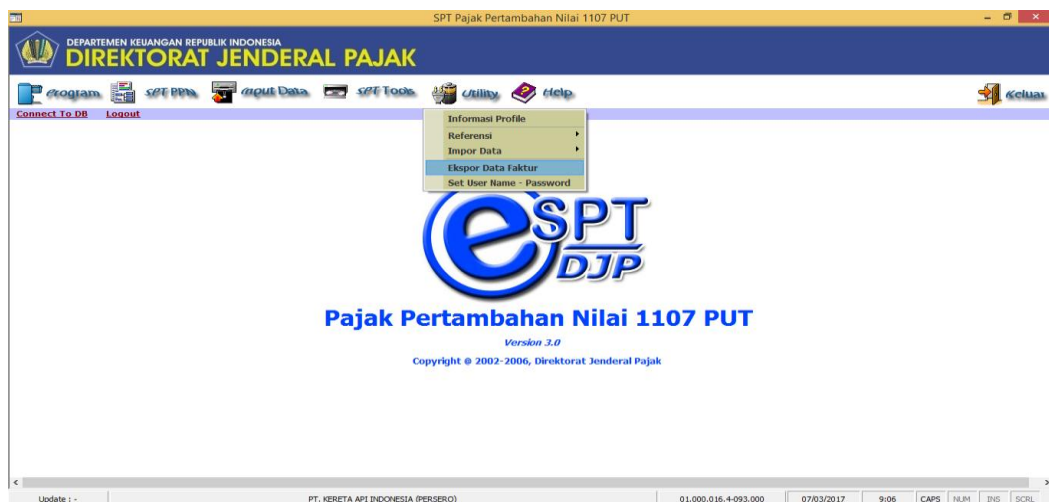 SPT Pajak Pertambahan Nilai 1107 PUT
DEPARTEMEN KEUANGAN REPUBLIK INDONESIA
DIREKTORAT JENDERAL PAJAK
Program SPT PPN Input Data SPT Tools Utility Help Keluar
Connect To DB Logout
Informasi Profile
Referensi
Impor Data
Ekspor Data Faktur
Set User Name - Password
eSPT
DJP
Pajak Pertambahan Nilai 1107 PUT
Version 3.0
Copyright © 2002-2006, Direktorat Jenderal Pajak
Update : - PT. KERETA API INDONESIA (PERSERO) 01.000.016.4-093.000 07/03/2017 9:06 CAPS NUM INS SCRL